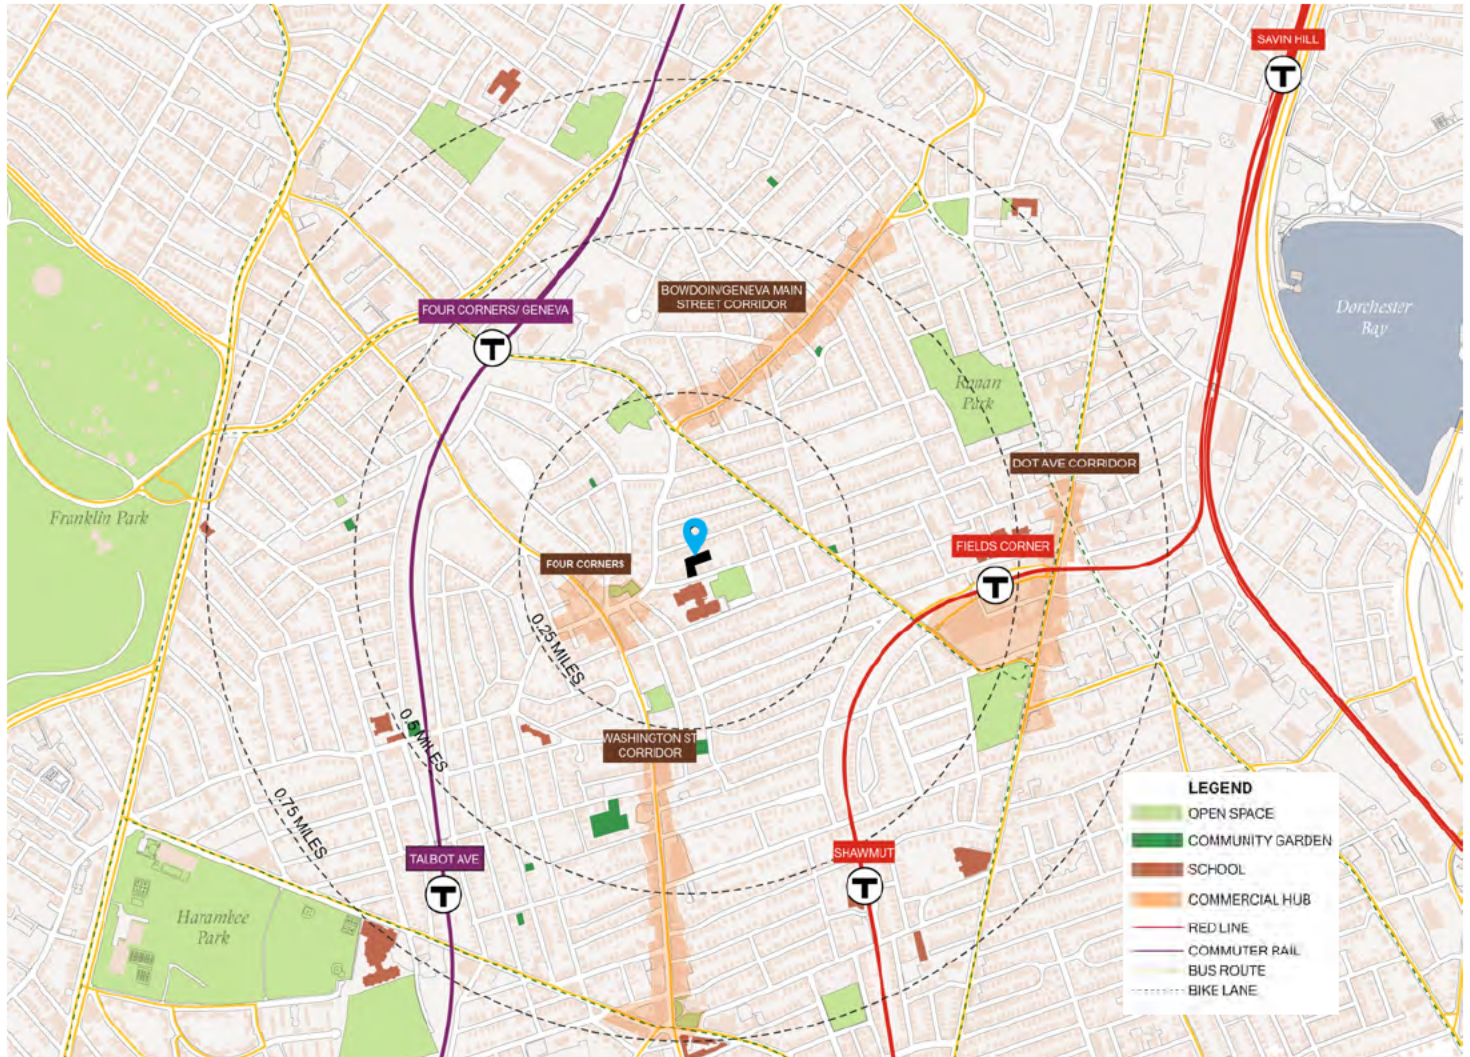 SAVIN HILL
T
BOWDOIN/GENEVA MAIN
STREET CORRIDOR
FOUR CORNERS/ GENEVA
T
Dorchester
Bay
Ronan
Park
DOT AVE CORRIDOR
Franklin Park
FIELDS CORNER
T
FOUR CORNERS
0.25 MILES
0.5 MILES
WASHINGTON ST
CORRIDOR
0.75 MILES
TALBOT AVE
T
SHAWMUT
T
Harambee
Park
LEGEND
OPEN SPACE
COMMUNITY GARDEN
SCHOOL
COMMERCIAL HUB
RED LINE
COMMUTER RAIL
BUS ROUTE
BIKE LANE